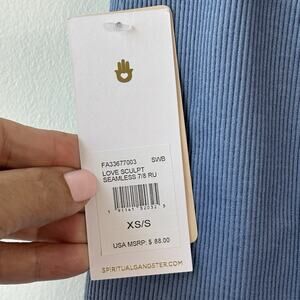 FA33677003 SWB
LOVE SCULPT
SEAMLESS 7/8 RU
XS/S
USA MSRP: $ 88.00
SPIRITUALGANGSTER.COM